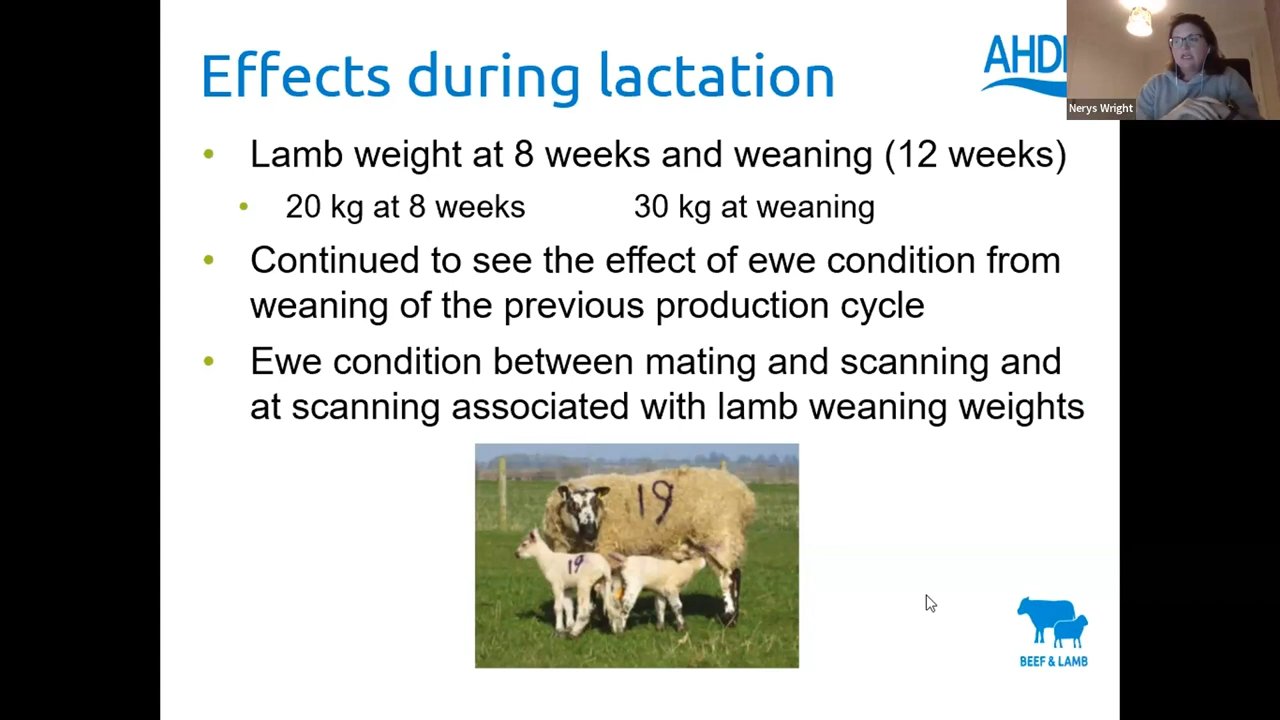 Effects during lactation
AHD
Nerys Wright
• Lamb weight at 8 weeks and weaning (12 weeks)
• 20 kg at 8 weeks 30 kg at weaning
• Continued to see the effect of ewe condition from
weaning of the previous production cycle
• Ewe condition between mating and scanning and
at scanning associated with lamb weaning weights
19
19
BEEF & LAMB